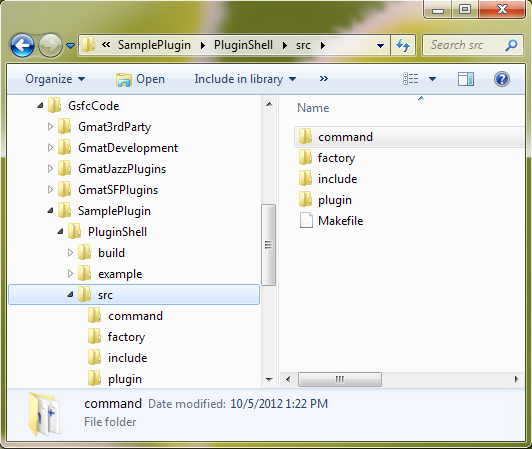 « SamplePlugin PluginShell src Search src
Organize Open Include in library »
GsfcCode
Gmat3rdParty
GmatDevelopment
GmatJazzPlugins
GmatSFPlugins
SamplePlugin
PluginShell
build
example
src
command
factory
include
plugin
Name
command
factory
include
plugin
Makefile
command Date modified: 10/5/2012 1:22 PM
File folder